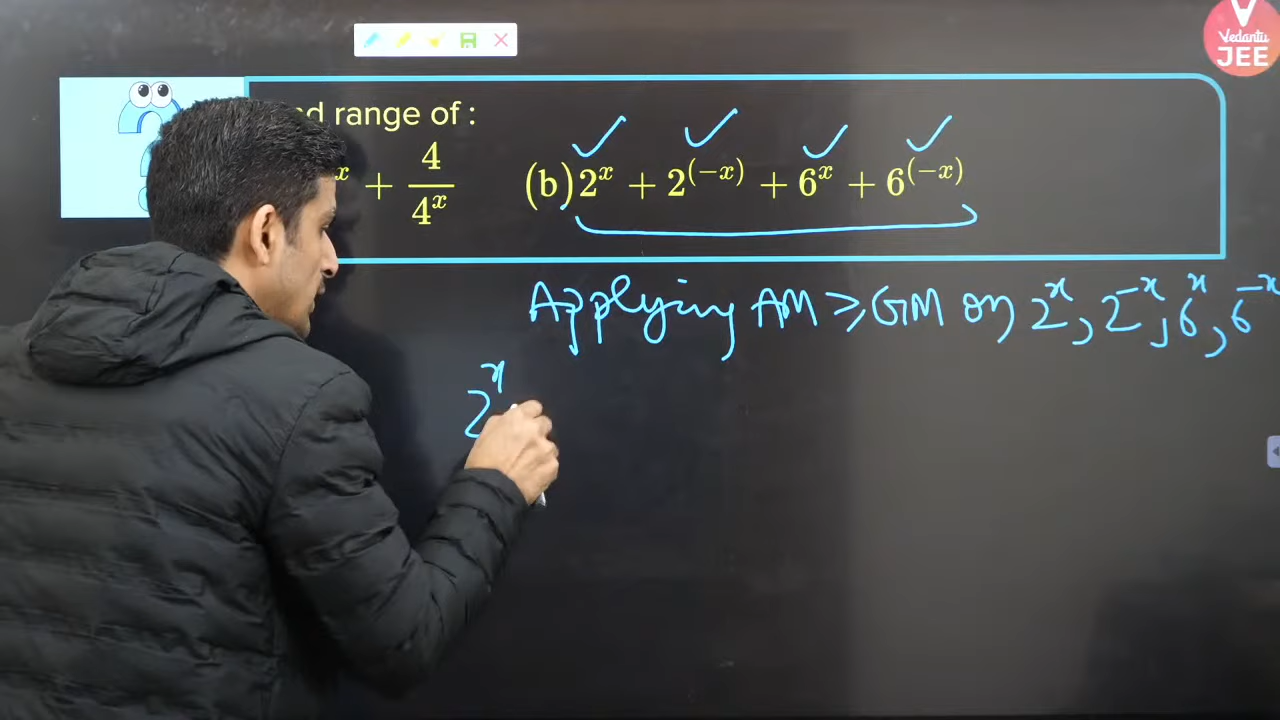 Vedantu
JEE
nd range of :
x + 4/4^x (b) 2^x + 2^(−x) + 6^x + 6^(−x)
Applying AM ≥ GM on 2^x, 2^-x, 6^x, 6^-x
2^x